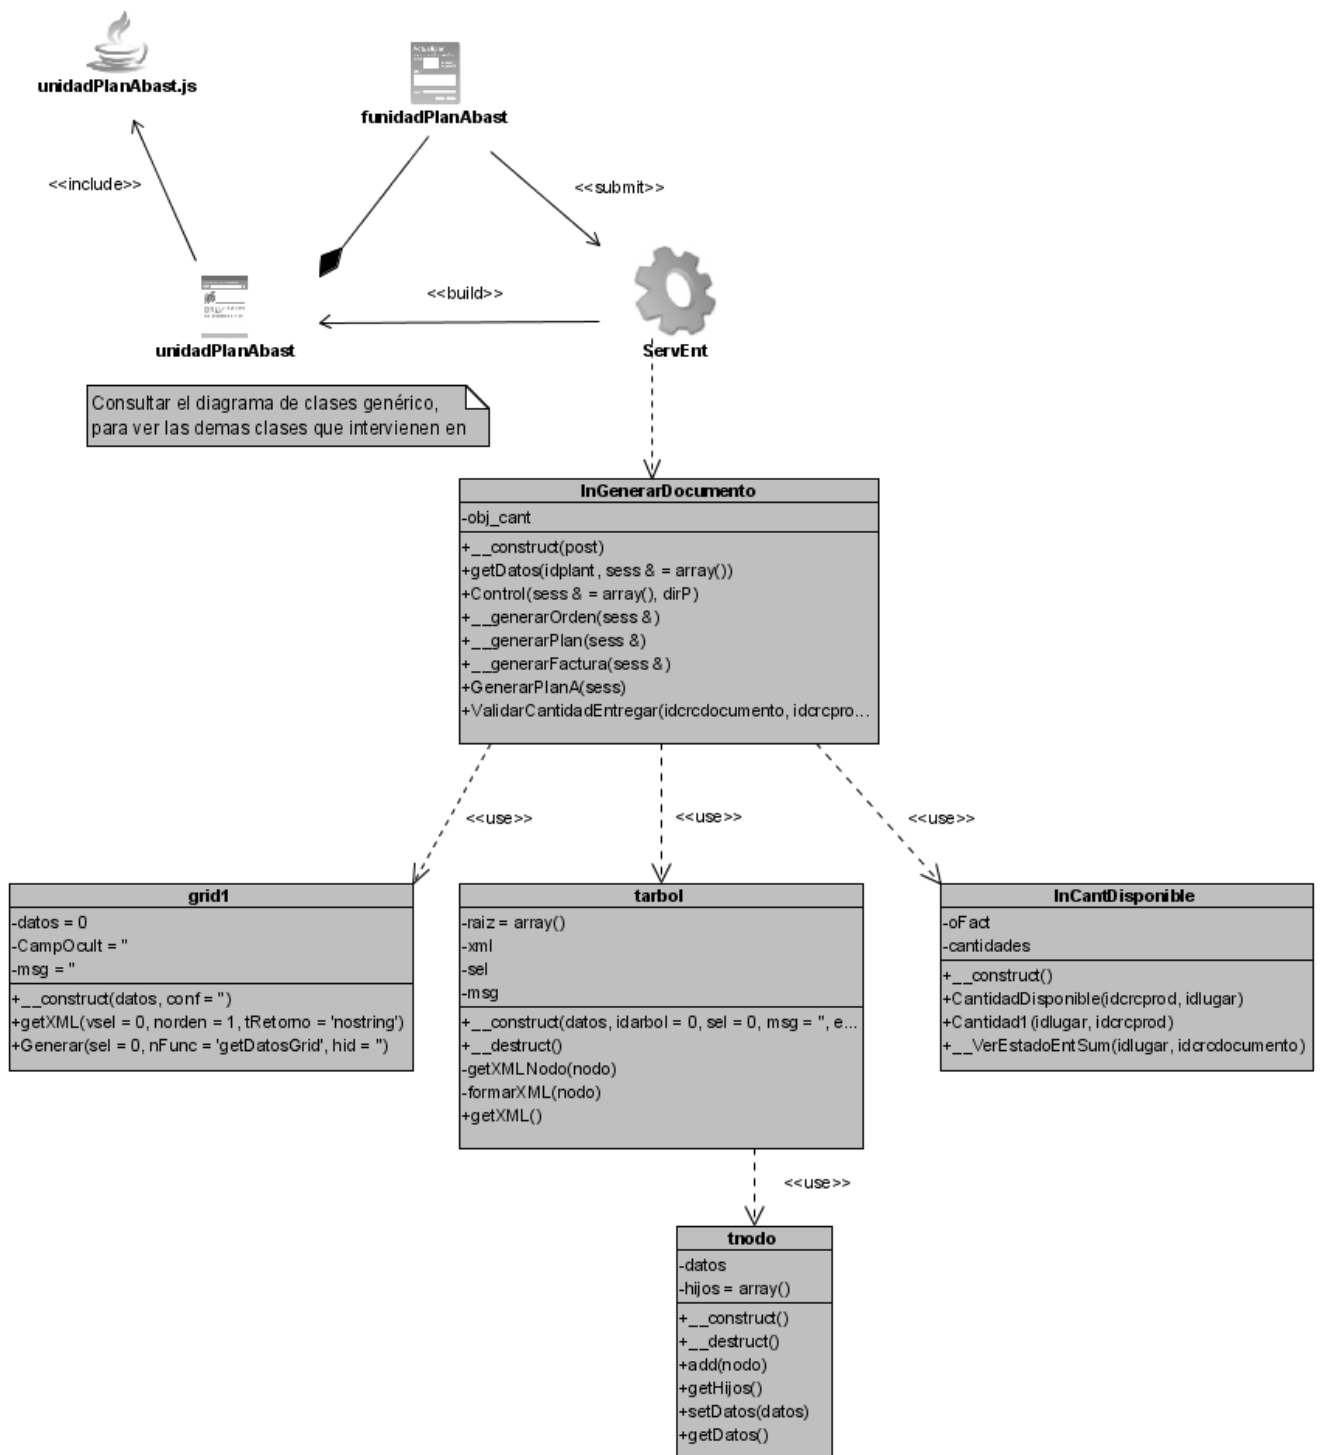 unidadPlanAbast.js
funidadPlanAbast
<<include>>
<<submit>>
<<build>>
unidadPlanAbast
ServEnt
Consultar el diagrama de clases genérico,
para ver las demas clases que intervienen en
InGenerarDocumento
-obj_cant
+__construct(post)
+getDatos(idplant, sess & = array())
+Control(sess & = array(), dirP)
+__generarOrden(sess &)
+__generarPlan(sess &)
+__generarFactura(sess &)
+GenerarPlanA(sess)
+ValidarCantidadEntregar(idcrcdocumento, idcrcpro...
<<use>>
<<use>>
<<use>>
grid1
-datos = 0
-CampOcult = ''
-msg = ''
+__construct(datos, conf = '')
+getXML(vsel = 0, norden = 1, tRetorno = 'nostring')
+Generar(sel = 0, nFunc = 'getDatosGrid', hid = '')
tarbol
-raiz = array()
-xml
-sel
-msg
+__construct(datos, idarbol = 0, sel = 0, msg = '', e...
+__destruct()
-getXMLNodo(nodo)
-formarXML(nodo)
+getXML()
InCantDisponible
-oFact
-cantidades
+__construct()
+CantidadDisponible(idcrcprod, idlugar)
+Cantidad1(idlugar, idcrcprod)
+__VerEstadoEntSum(idlugar, idcrcdocumento)
<<use>>
tnodo
-datos
-hijos = array()
+__construct()
+__destruct()
+add(nodo)
+getHijos()
+setDatos(datos)
+getDatos()